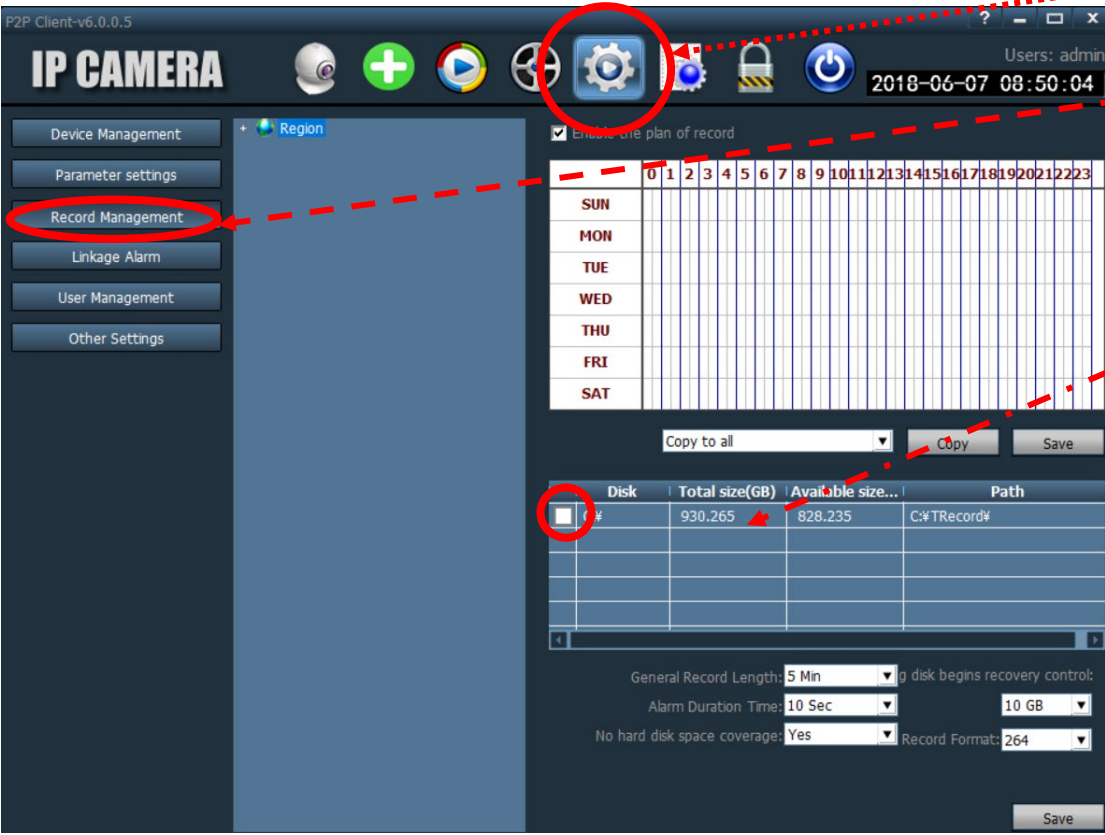 P2P Client-v6.0.0.5
IP CAMERA
Users: admin
2018-06-07 08:50:04
Device Management
Parameter settings
Record Management
Linkage Alarm
User Management
Other Settings
+ Region
Enable the plan of record
0 1 2 3 4 5 6 7 8 9 10 11 12 13 14 15 16 17 18 19 20 21 22 23
SUN
MON
TUE
WED
THU
FRI
SAT
Copy to all Copy Save
Disk Total size(GB) Available size... Path
930.265 828.235 C:¥TRecord¥
General Record Length: 5 Min g disk begins recovery control:
Alarm Duration Time: 10 Sec 10 GB
No hard disk space coverage: Yes Record Format: 264
Save